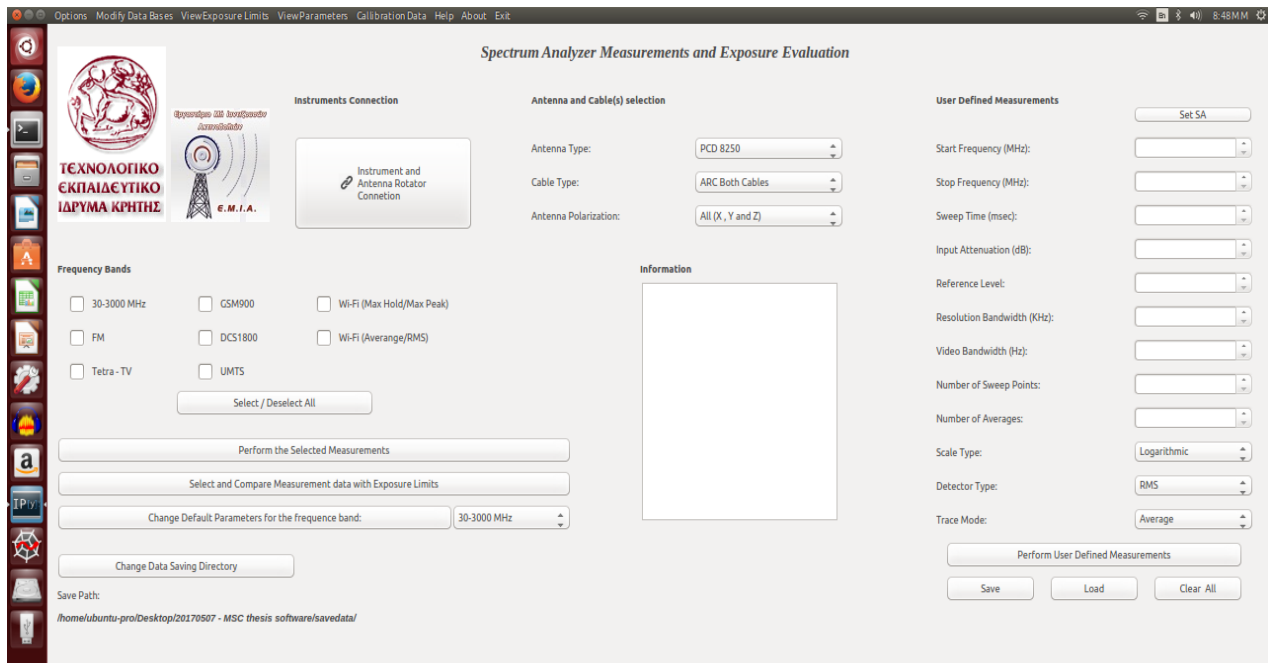 Options Modify Data Bases ViewExposure Limits ViewParameters Callibration Data Help About Exit
En 8:48MM
Spectrum Analyzer Measurements and Exposure Evaluation
ΤΕΧΝΟΛΟΓΙΚΟ
ΕΚΠΑΙΔΕΥΤΙΚΟ
ΙΔΡΥΜΑ ΚΡΗΤΗΣ
Ε.Μ.Ι.Α.
Instruments Connection
Instrument and
Antenna Rotator
Connetion
Antenna and Cable(s) selection
Antenna Type: PCD 8250
Cable Type: ARC Both Cables
Antenna Polarization: All (X , Y and Z)
User Defined Measurements
Set SA
Start Frequency (MHz):
Stop Frequency (MHz):
Sweep Time (msec):
Input Attenuation (dB):
Reference Level:
Resolution Bandwidth (KHz):
Video Bandwidth (Hz):
Number of Sweep Points:
Number of Averages:
Scale Type: Logarithmic
Detector Type: RMS
Trace Mode: Average
Perform User Defined Measurements
Save Load Clear All
Frequency Bands
30-3000 MHz GSM900 Wi-Fi (Max Hold/Max Peak)
FM DCS1800 Wi-Fi (Averange/RMS)
Tetra - TV UMTS
Select / Deselect All
Information
Perform the Selected Measurements
Select and Compare Measurement data with Exposure Limits
Change Default Parameters for the frequence band: 30-3000 MHz
Change Data Saving Directory
Save Path:
/home/ubuntu-pro/Desktop/20170507 - MSC thesis software/savedata/
A
a
IP[y]: